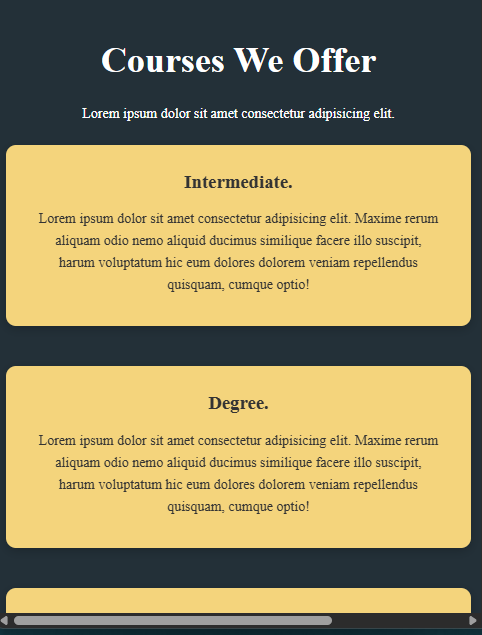 Courses We Offer
Lorem ipsum dolor sit amet consectetur adipisicing elit.
Intermediate.
Lorem ipsum dolor sit amet consectetur adipisicing elit. Maxime rerum
aliquam odio nemo aliquid ducimus similique facere illo suscipit,
harum voluptatum hic eum dolores dolorem veniam repellendus
quisquam, cumque optio!
Degree.
Lorem ipsum dolor sit amet consectetur adipisicing elit. Maxime rerum
aliquam odio nemo aliquid ducimus similique facere illo suscipit,
harum voluptatum hic eum dolores dolorem veniam repellendus
quisquam, cumque optio!